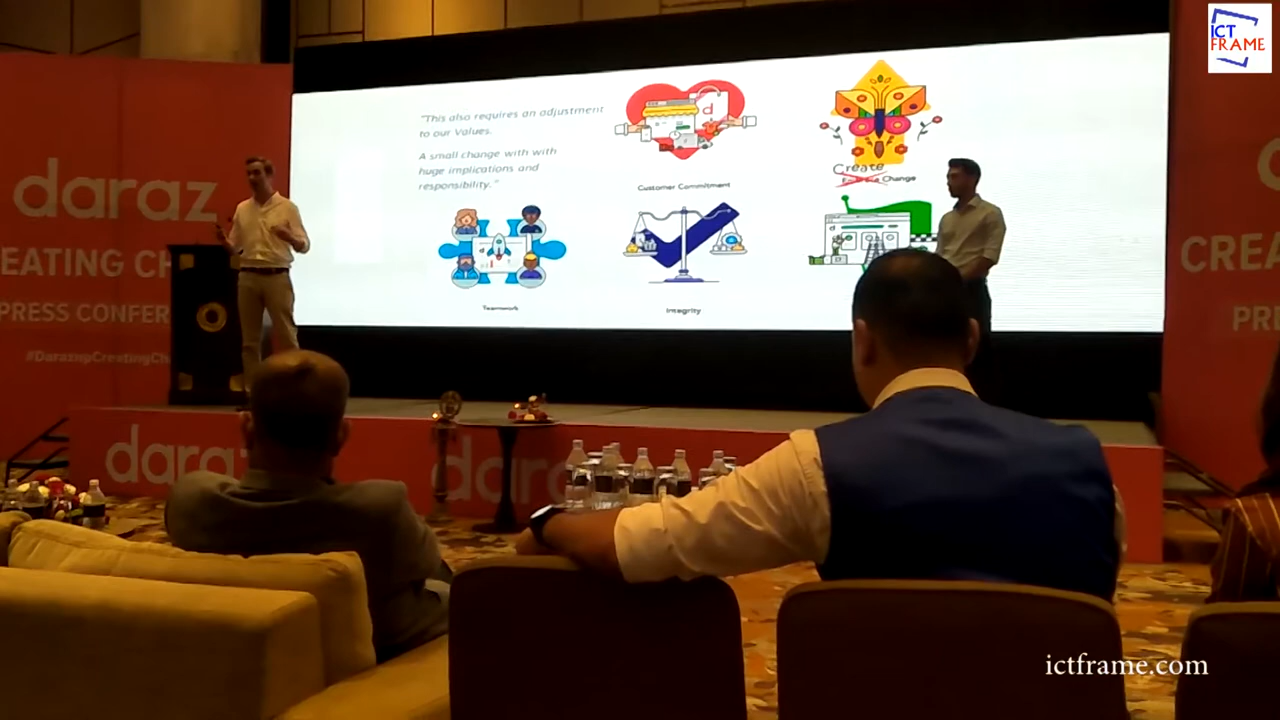 ICT
FRAME
daraz
EATING CH
PRESS CONFER
#DarazupCreatingCh
"This also requires an adjustment
to our Values.
A small change with with
huge implications and
responsibility."
d
Customer Commitment
Create
Change
Teamwork
Integrity
CREA
PR
daraz
daraz
ictframe.com